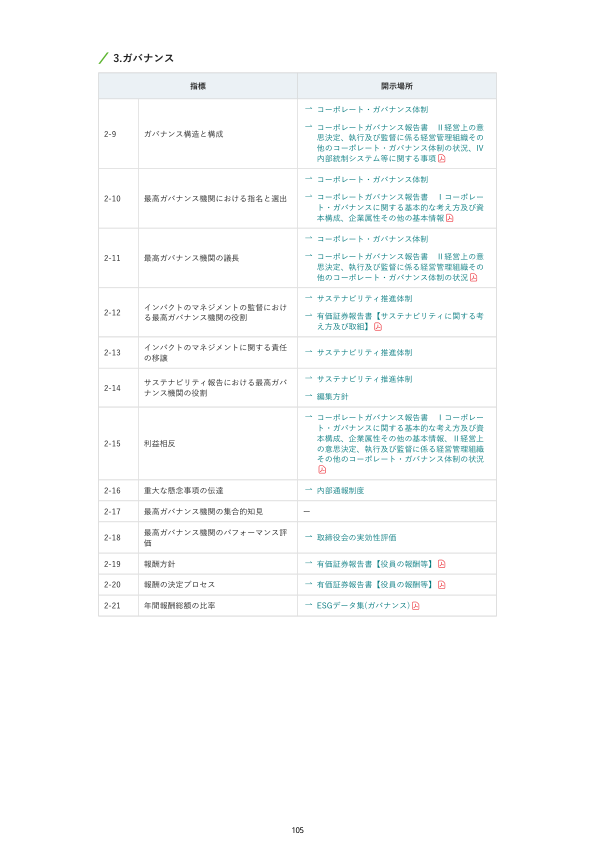 3.ガバナンス
指標
開示場所
2-9
ガバナンス構造と構成
→ コーポレート・ガバナンス体制
→ コーポレートガバナンス報告書　Ⅱ経営上の意
思決定、執行及び監督に係る経営管理組織その
他のコーポレート・ガバナンス体制の状況、Ⅳ
内部統制システム等に関する事項
2-10
最高ガバナンス機関における指名と選出
→ コーポレート・ガバナンス体制
→ コーポレートガバナンス報告書　Ⅰコーポレー
ト・ガバナンスに関する基本的な考え方及び資
本構成、企業属性その他の基本情報
2-11
最高ガバナンス機関の議長
→ コーポレート・ガバナンス体制
→ コーポレートガバナンス報告書　Ⅱ経営上の意
思決定、執行及び監督に係る経営管理組織その
他のコーポレート・ガバナンス体制の状況
2-12
インパクトのマネジメントの監督におけ
る最高ガバナンス機関の役割
→ サステナビリティ推進体制
→ 有価証券報告書【サステナビリティに関する考
え方及び取組】
2-13
インパクトのマネジメントに関する責任
の移譲
→ サステナビリティ推進体制
2-14
サステナビリティ報告における最高ガバ
ナンス機関の役割
→ サステナビリティ推進体制
→ 編集方針
2-15
利益相反
→ コーポレートガバナンス報告書　Ⅰコーポレー
ト・ガバナンスに関する基本的な考え方及び資
本構成、企業属性その他の基本情報、Ⅱ経営上
の意思決定、執行及び監督に係る経営管理組織
その他のコーポレート・ガバナンス体制の状況
2-16
重大な懸念事項の伝達
→ 内部通報制度
2-17
最高ガバナンス機関の集合的知見
ー
2-18
最高ガバナンス機関のパフォーマンス評
価
→ 取締役会の実効性評価
2-19
報酬方針
→ 有価証券報告書【役員の報酬等】
2-20
報酬の決定プロセス
→ 有価証券報告書【役員の報酬等】
2-21
年間報酬総額の比率
→ ESGデータ集(ガバナンス)
105